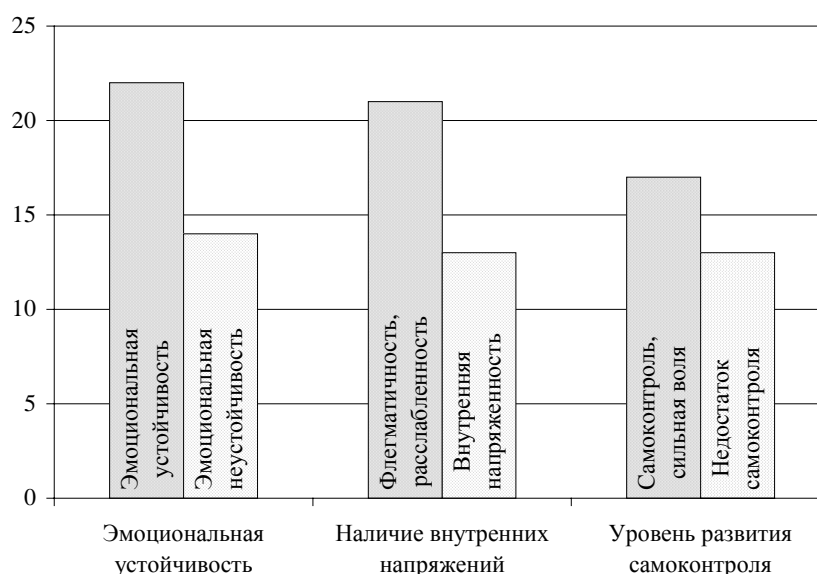 25
20
15
10
5
0
Эмоциональная
устойчивость
Эмоциональная
неустойчивость
Флегматичность,
расслабленность
Внутренняя
напряженность
Самоконтроль,
сильная воля
Недостаток
самоконтроля
Эмоциональная
устойчивость
Наличие внутренних
напряжений
Уровень развития
самоконтроля